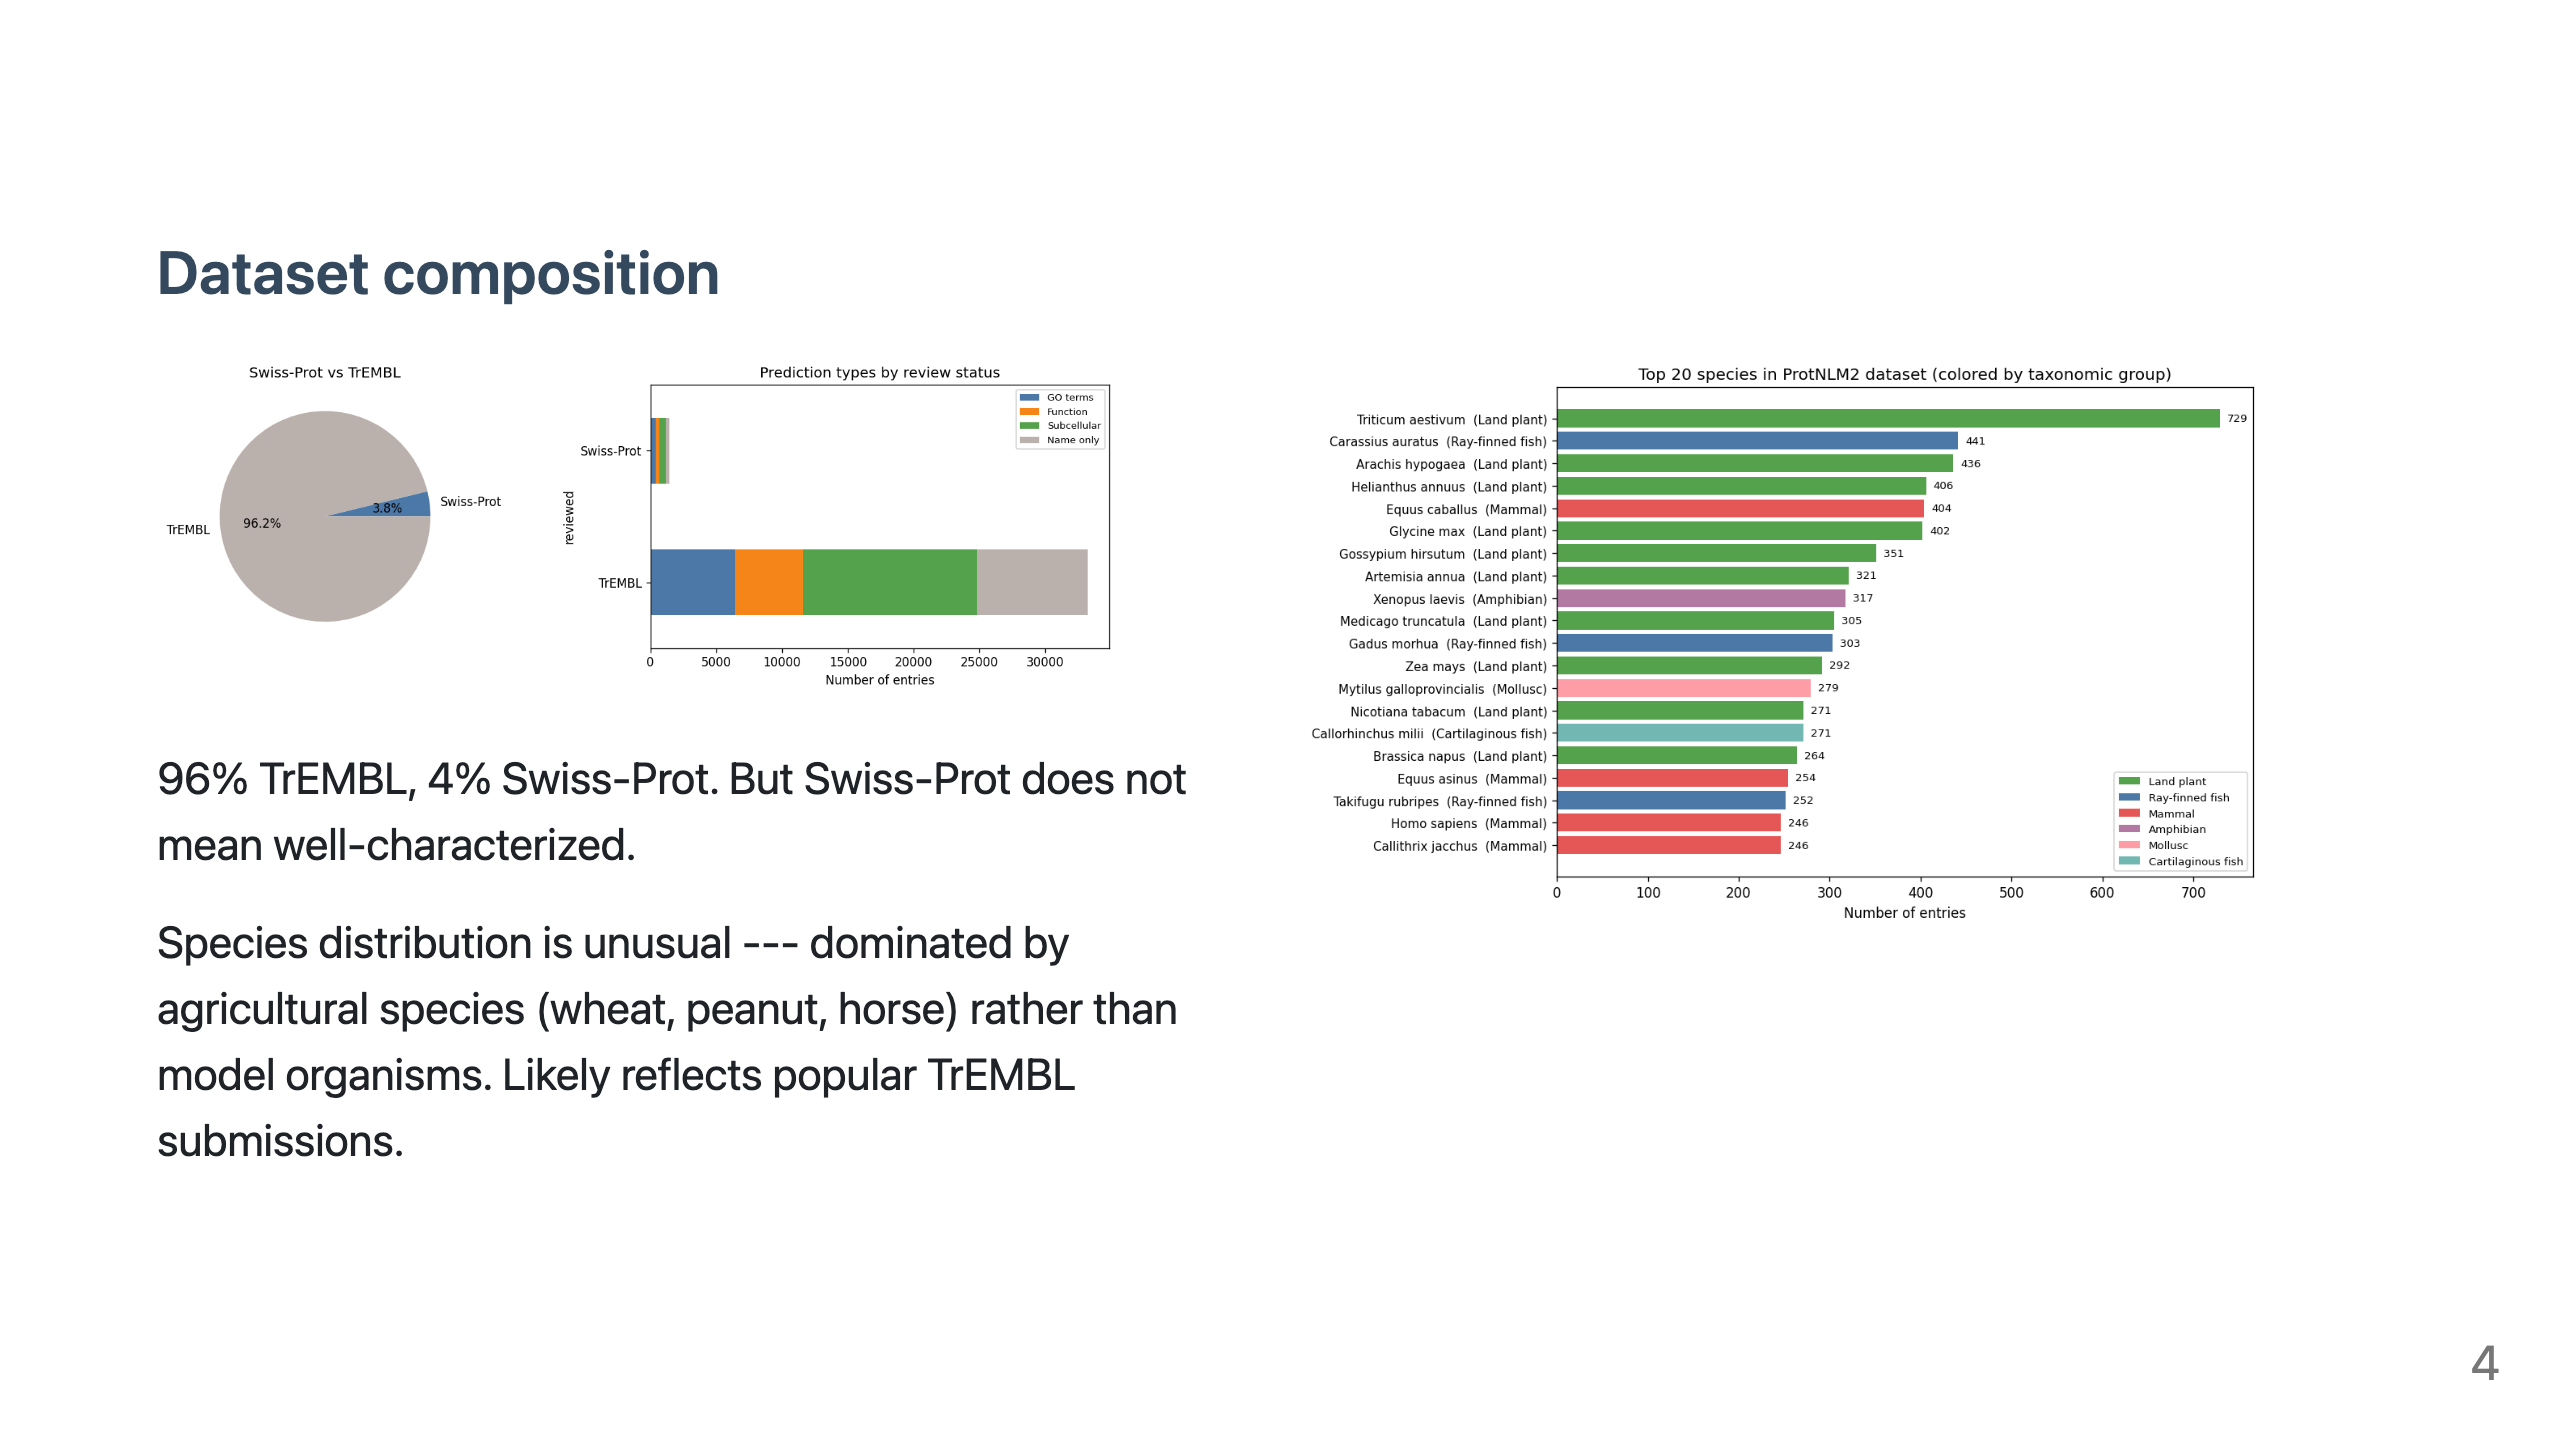 Dataset composition
Swiss-Prot vs TrEMBL
TrEMBL
96.2%
3.8%
Swiss-Prot
Prediction types by review status
GO terms
Function
Subcellular
Name only
reviewed
Swiss-Prot
TrEMBL
0 5000 10000 15000 20000 25000 30000
Number of entries
96% TrEMBL, 4% Swiss-Prot. But Swiss-Prot does not
mean well-characterized.
Species distribution is unusual --- dominated by
agricultural species (wheat, peanut, horse) rather than
model organisms. Likely reflects popular TrEMBL
submissions.
Top 20 species in ProtNLM2 dataset (colored by taxonomic group)
Triticum aestivum (Land plant) 729
Carassius auratus (Ray-finned fish) 441
Arachis hypogaea (Land plant) 436
Helianthus annuus (Land plant) 406
Equus caballus (Mammal) 404
Glycine max (Land plant) 402
Gossypium hirsutum (Land plant) 351
Artemisia annua (Land plant) 321
Xenopus laevis (Amphibian) 317
Medicago truncatula (Land plant) 305
Gadus morhua (Ray-finned fish) 303
Zea mays (Land plant) 292
Mytilus galloprovincialis (Mollusc) 279
Nicotiana tabacum (Land plant) 271
Callorhinchus milii (Cartilaginous fish) 271
Brassica napus (Land plant) 264
Equus asinus (Mammal) 254
Takifugu rubripes (Ray-finned fish) 252
Homo sapiens (Mammal) 246
Callithrix jacchus (Mammal) 246
Land plant
Ray-finned fish
Mammal
Amphibian
Mollusc
Cartilaginous fish
0 100 200 300 400 500 600 700
Number of entries
4